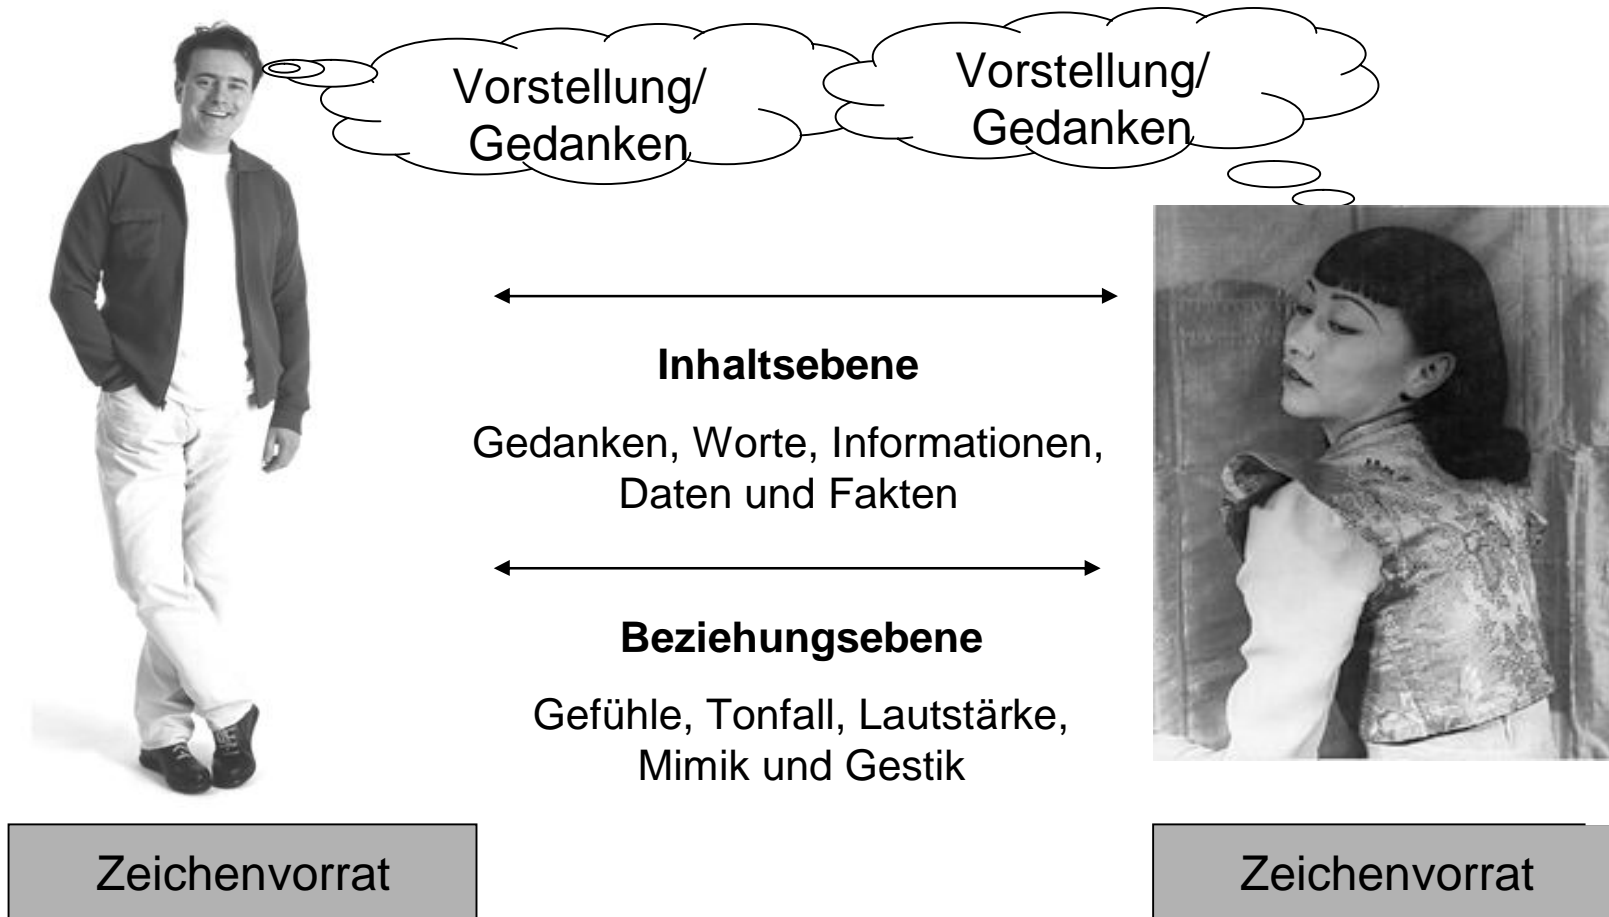 Vorstellung/
Gedanken
Vorstellung/
Gedanken
Inhaltsebene
Gedanken, Worte, Informationen,
Daten und Fakten
Beziehungsebene
Gefühle, Tonfall, Lautstärke,
Mimik und Gestik
Zeichenvorrat
Zeichenvorrat